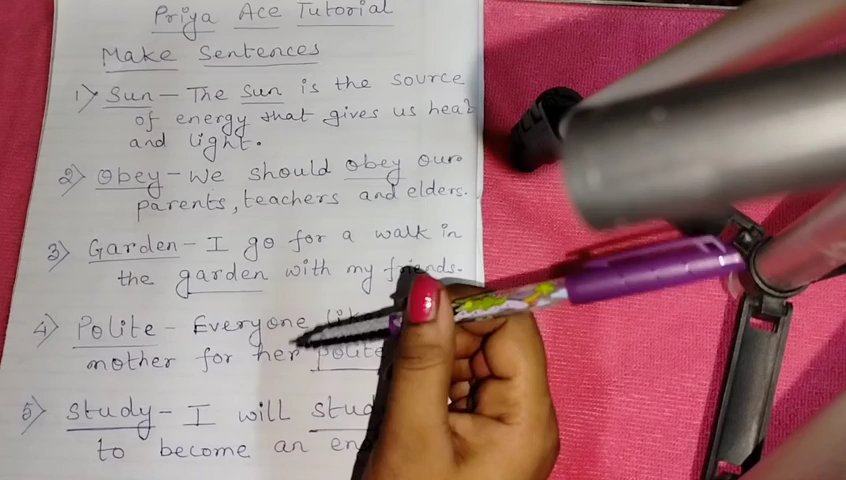 Priya Ace Tutorial
Make Sentences
1) Sun - The sun is the source
of energy that gives us heat
and light.
2) Obey - We should obey our
parents, teachers and elders.
3) Garden - I go for a walk in
the garden with my friends.
4) Polite - Everyone
mother for her polite
5) Study - I will
to become an